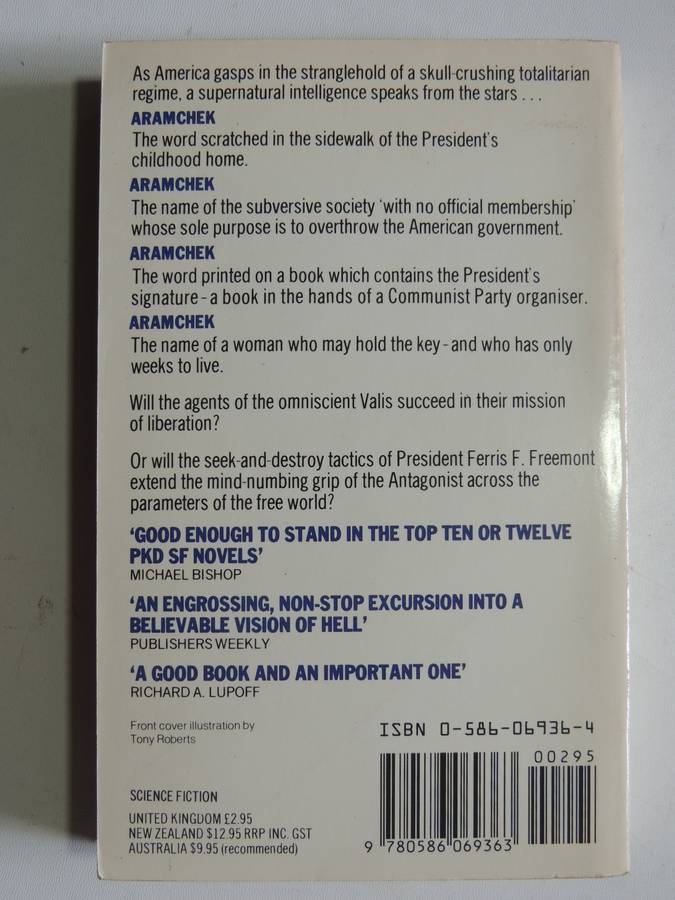 As America gasps in the stranglehold of a skull-crushing totalitarian
regime, a supernatural intelligence speaks from the stars . . .
ARAMCHEK
The word scratched in the sidewalk of the President's
childhood home.
ARAMCHEK
The name of the subversive society 'with no official membership'
whose sole purpose is to overthrow the American government.
ARAMCHEK
The word printed on a book which contains the President's
signature - a book in the hands of a Communist Party organiser.
ARAMCHEK
The name of a woman who may hold the key - and who has only
weeks to live.
Will the agents of the omniscient Valis succeed in their mission
of liberation?
Or will the seek-and-destroy tactics of President Ferris F. Freemont
extend the mind-numbing grip of the Antagonist across the
parameters of the free world?
'GOOD ENOUGH TO STAND IN THE TOP TEN OR TWELVE
PKD SF NOVELS'
MICHAEL BISHOP
'AN ENGROSSING, NON-STOP EXCURSION INTO A
BELIEVABLE VISION OF HELL'
PUBLISHERS WEEKLY
'A GOOD BOOK AND AN IMPORTANT ONE'
RICHARD A. LUPOFF
Front cover illustration by
Tony Roberts
ISBN 0-586-06936-4
00295
9 780586 069363
SCIENCE FICTION
UNITED KINGDOM £2.95
NEW ZEALAND $12.95 RRP INC. GST
AUSTRALIA $9.95 (recommended)